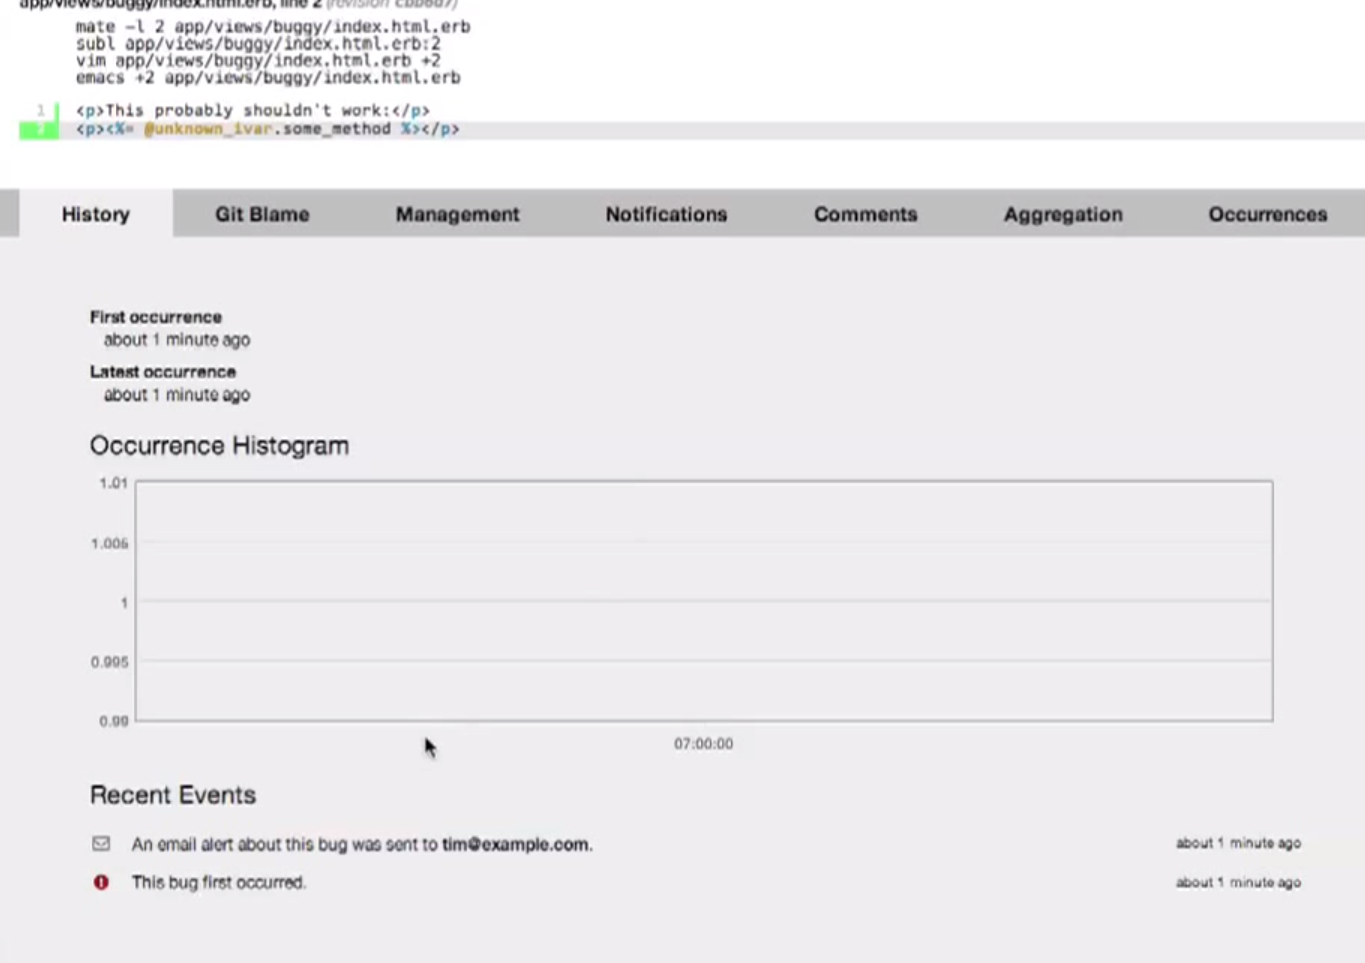 app/views/buggy/index.html.erb, line 2 (revision cbb6d7)
mate -l 2 app/views/buggy/index.html.erb
subl app/views/buggy/index.html.erb:2
vim app/views/buggy/index.html.erb +2
emacs +2 app/views/buggy/index.html.erb
1 <p>This probably shouldn't work:</p>
2 <p><%= @unknown_ivar.some_method %></p>
History Git Blame Management Notifications Comments Aggregation Occurrences
First occurrence
about 1 minute ago
Latest occurrence
about 1 minute ago
Occurrence Histogram
1.01
1.005
1
0.995
0.99
07:00:00
Recent Events
An email alert about this bug was sent to tim@example.com. about 1 minute ago
This bug first occurred. about 1 minute ago